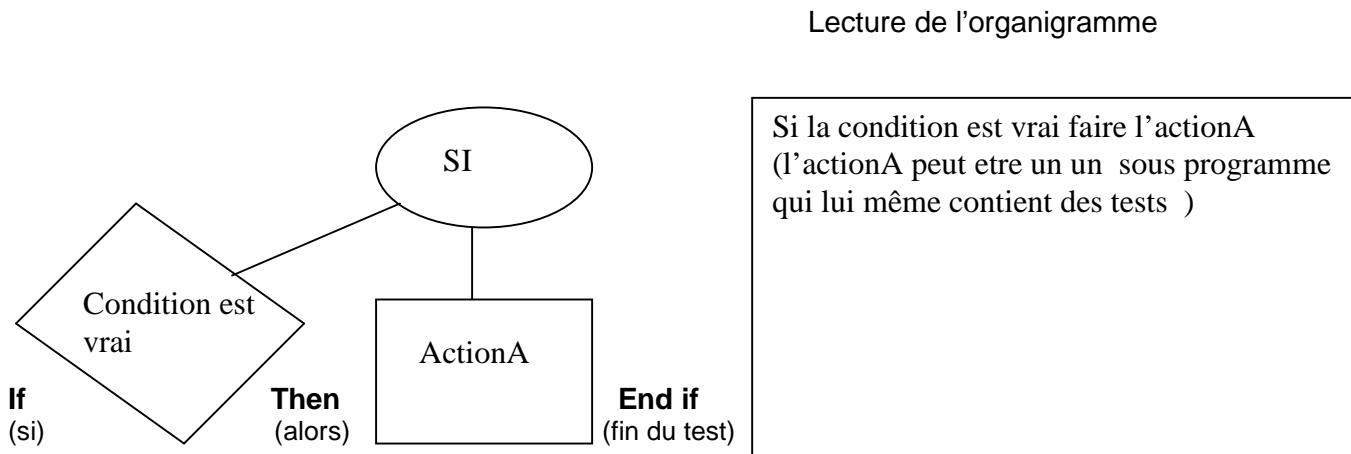 Lecture de l'organigramme
SI
Si la condition est vrai faire l'actionA
(l'actionA peut etre un un sous programme
qui lui même contient des tests )
Condition est
vrai
ActionA
If Then End if
(si) (alors) (fin du test)